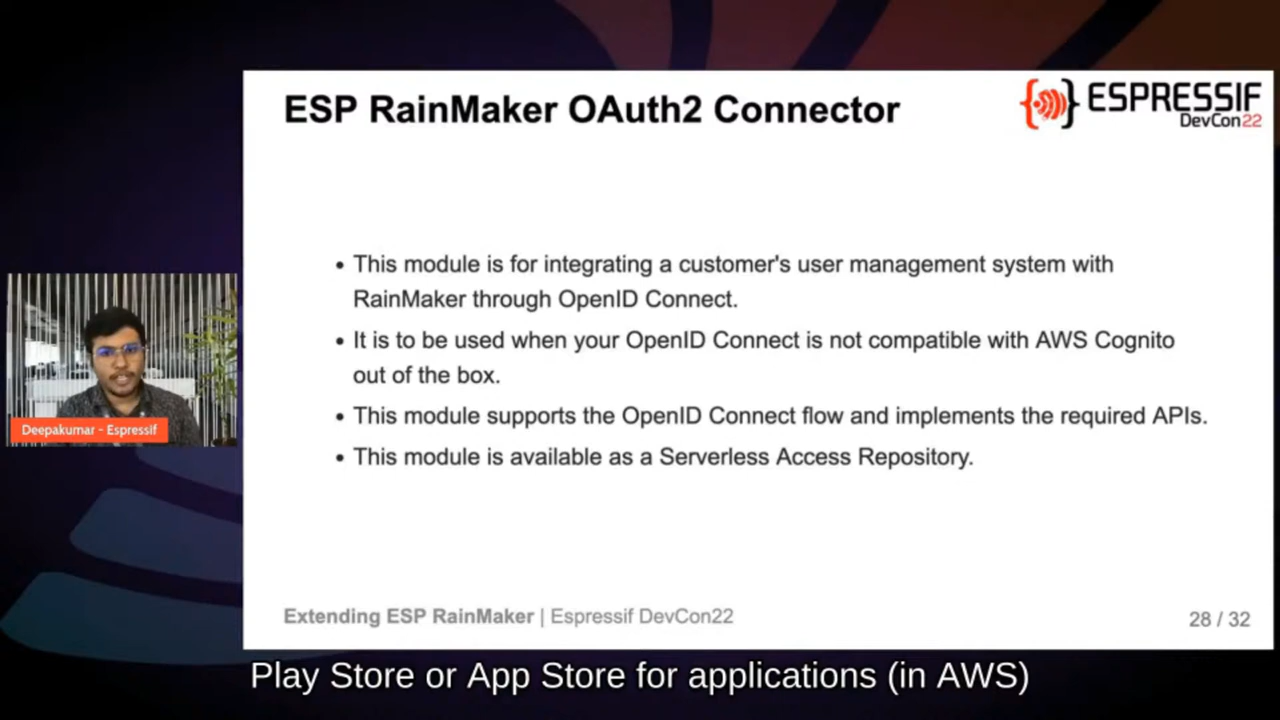 ESP RainMaker OAuth2 Connector
ESPRESSIF
DevCon22
• This module is for integrating a customer's user management system with
RainMaker through OpenID Connect.
• It is to be used when your OpenID Connect is not compatible with AWS Cognito
out of the box.
• This module supports the OpenID Connect flow and implements the required APIs.
• This module is available as a Serverless Access Repository.
Deepakumar - Espressif
Extending ESP RainMaker | Espressif DevCon22
28 / 32
Play Store or App Store for applications (in AWS)